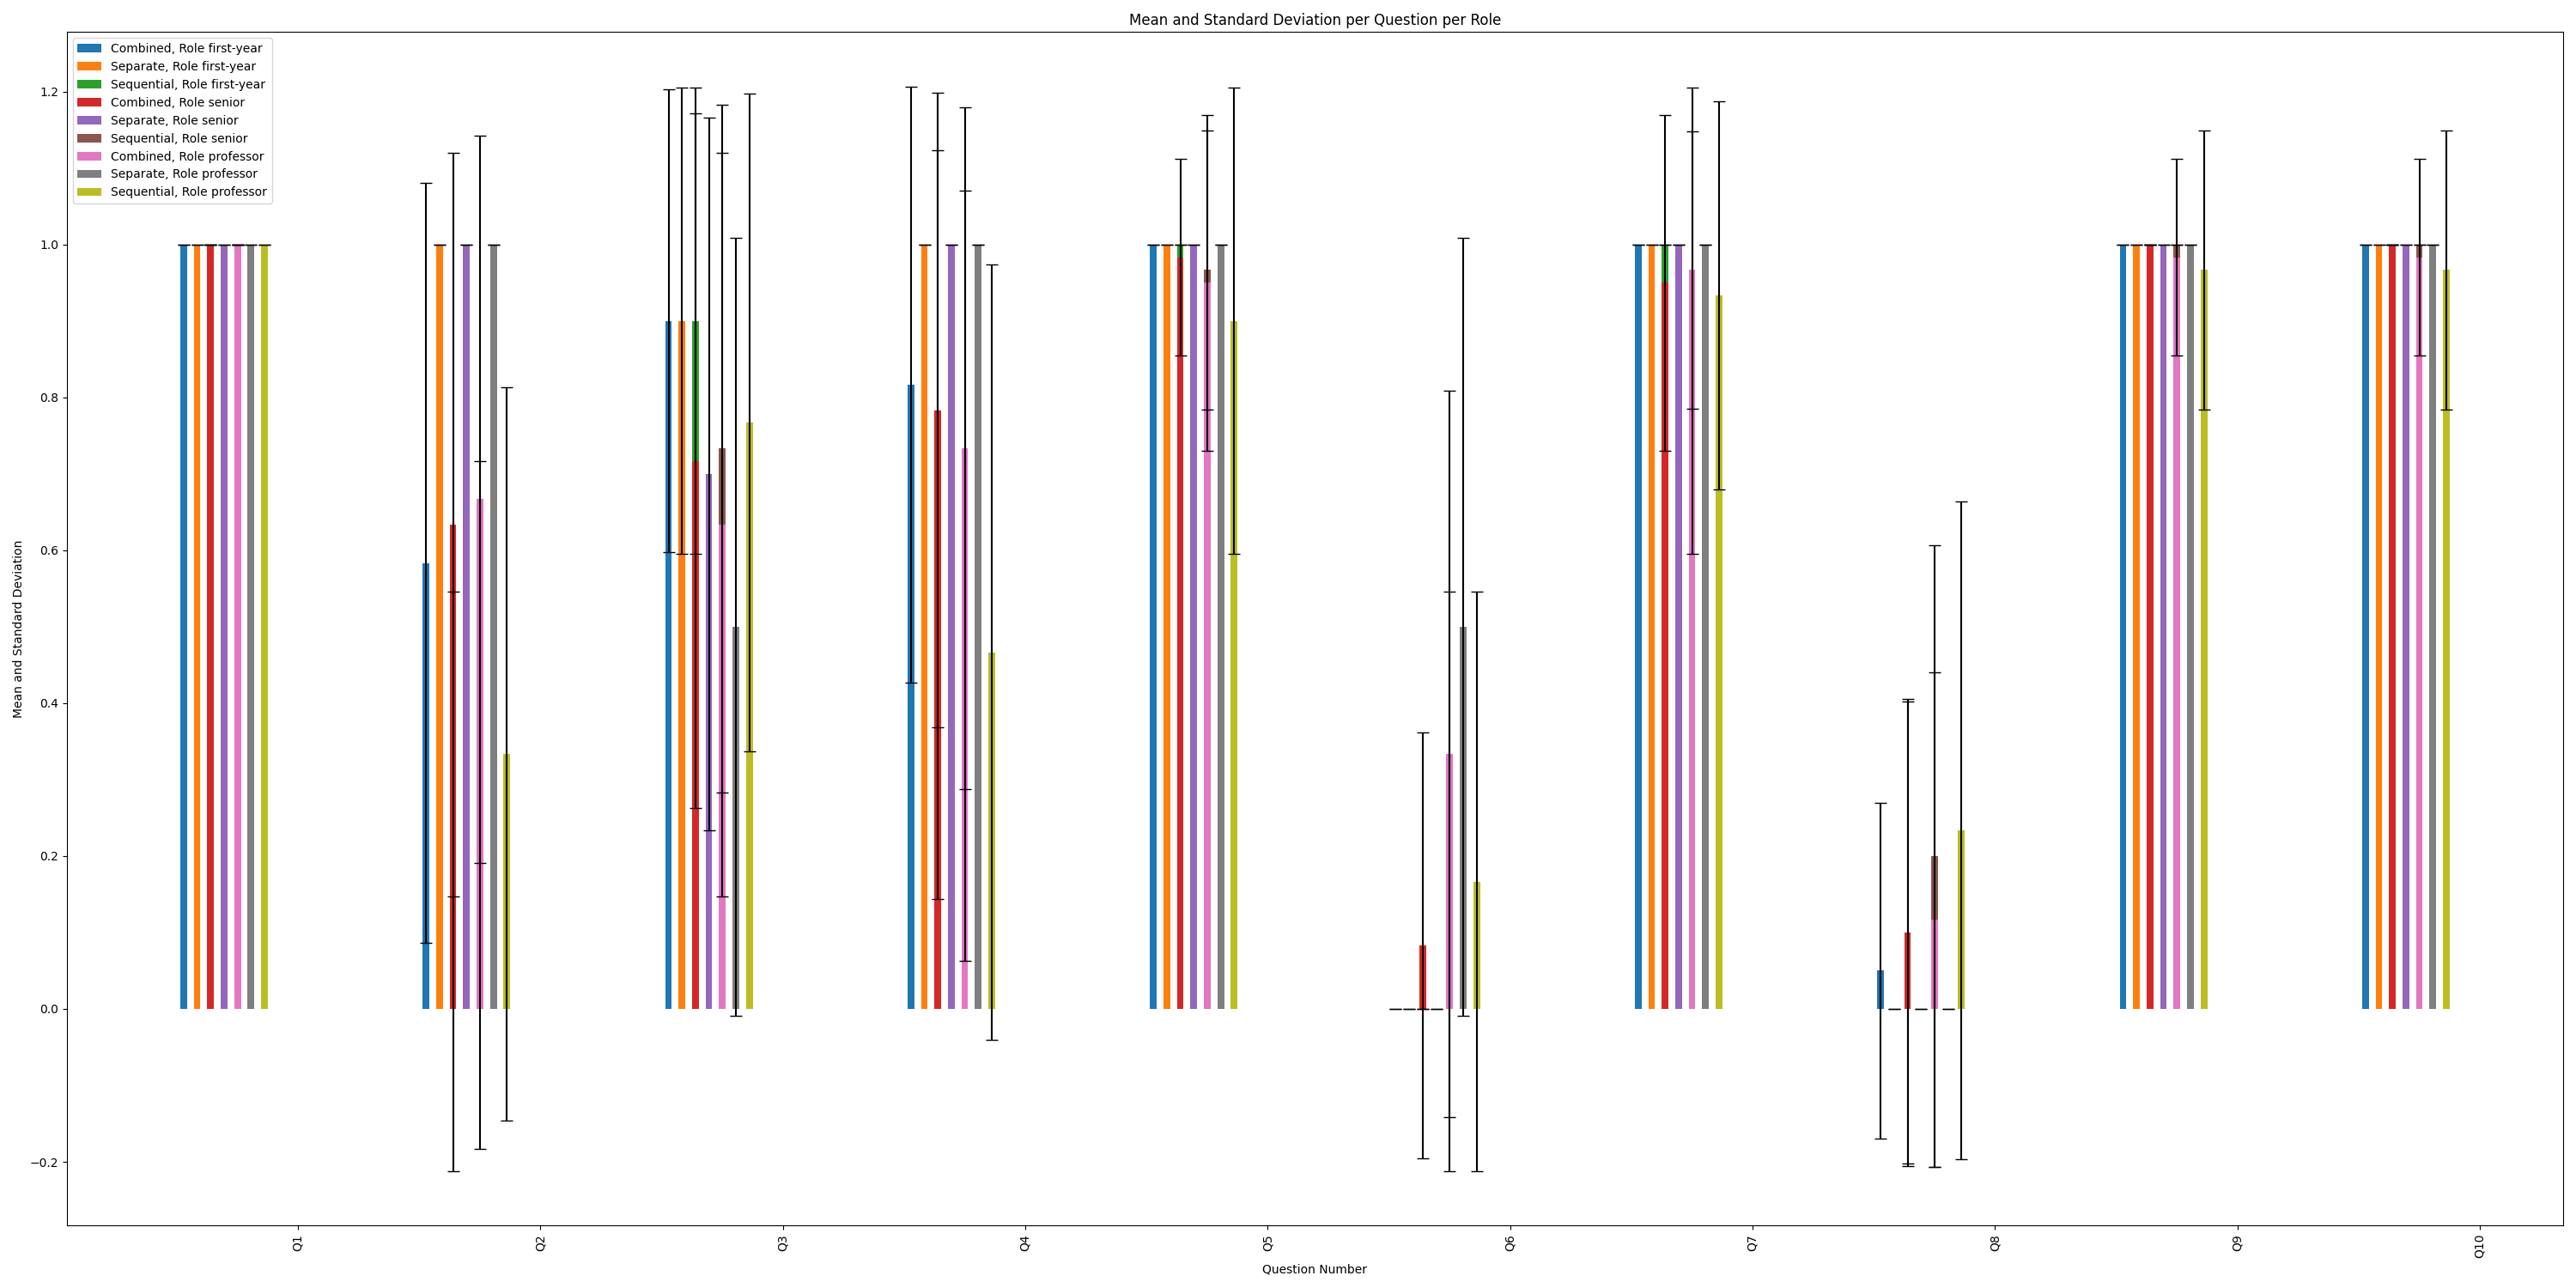 Mean and Standard Deviation per Question per Role
Combined, Role first-year
Separate, Role first-year
Sequential, Role first-year
Combined, Role senior
Separate, Role senior
Sequential, Role senior
Combined, Role professor
Separate, Role professor
Sequential, Role professor
Mean and Standard Deviation
1.2
1.0
0.8
0.6
0.4
0.2
0.0
−0.2
Q1
Q2
Q3
Q4
Q5
Q6
Q7
Q8
Q9
Q10
Question Number